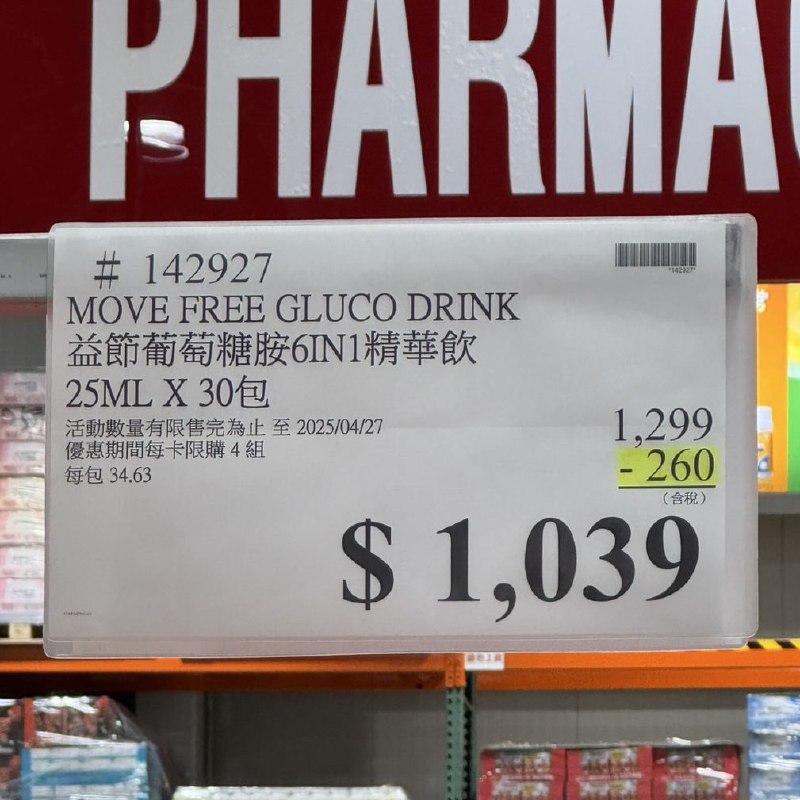 PHARMA
# 142927
*142927*
MOVE FREE GLUCO DRINK
益節葡萄糖胺6IN1精華飲
25ML X 30包
活動數量有限售完為止 至 2025/04/27
優惠期間每卡限購 4 組
每包 34.63
1,299
- 260
(含稅)
$ 1,039